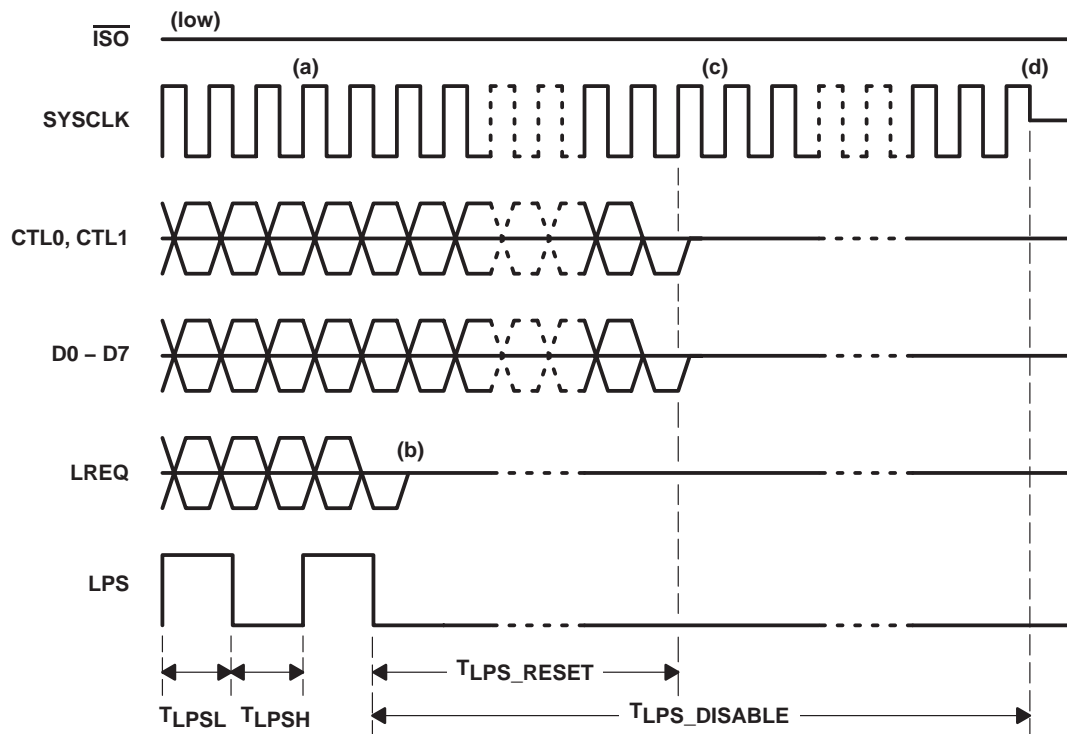 (low)
ISO
(a) (c) (d)
SYSCLK
CTL0, CTL1
D0 – D7
(b)
LREQ
LPS
TLPS_RESET
TLPSL TLPSH TLPS_DISABLE